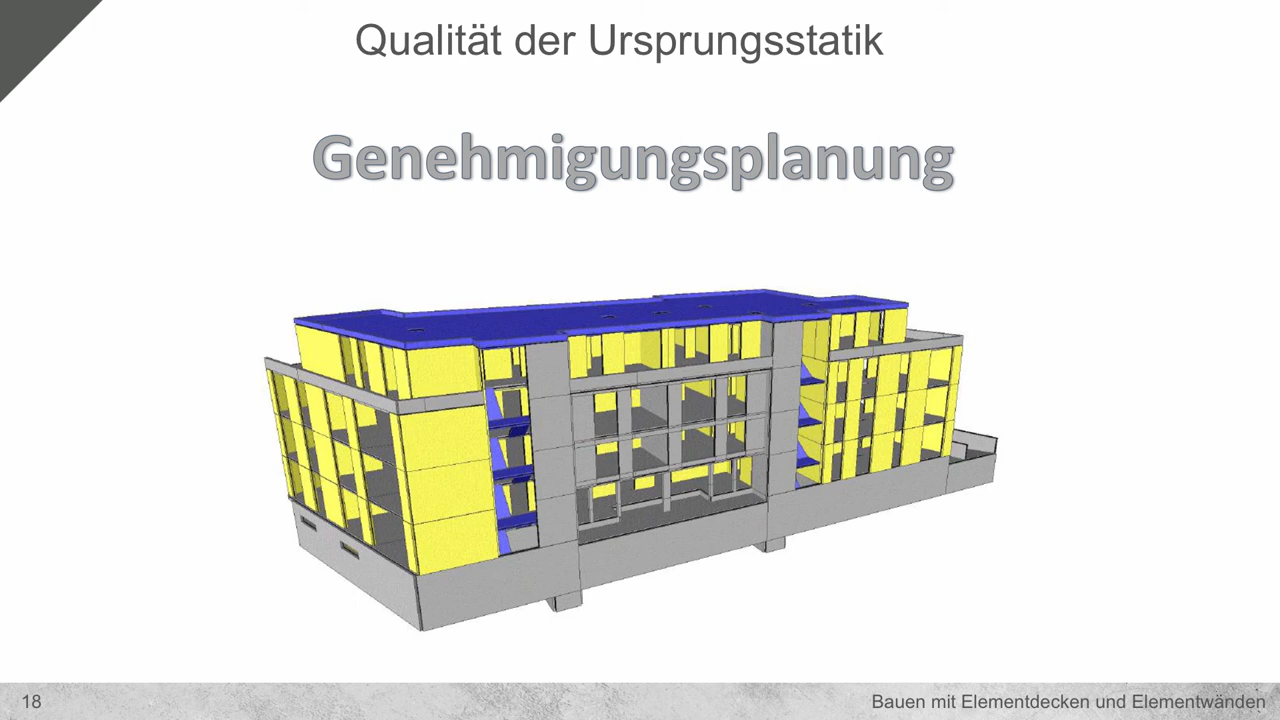 Qualität der Ursprungsstatik
Genehmigungsplanung
18
Bauen mit Elementdecken und Elementwänden